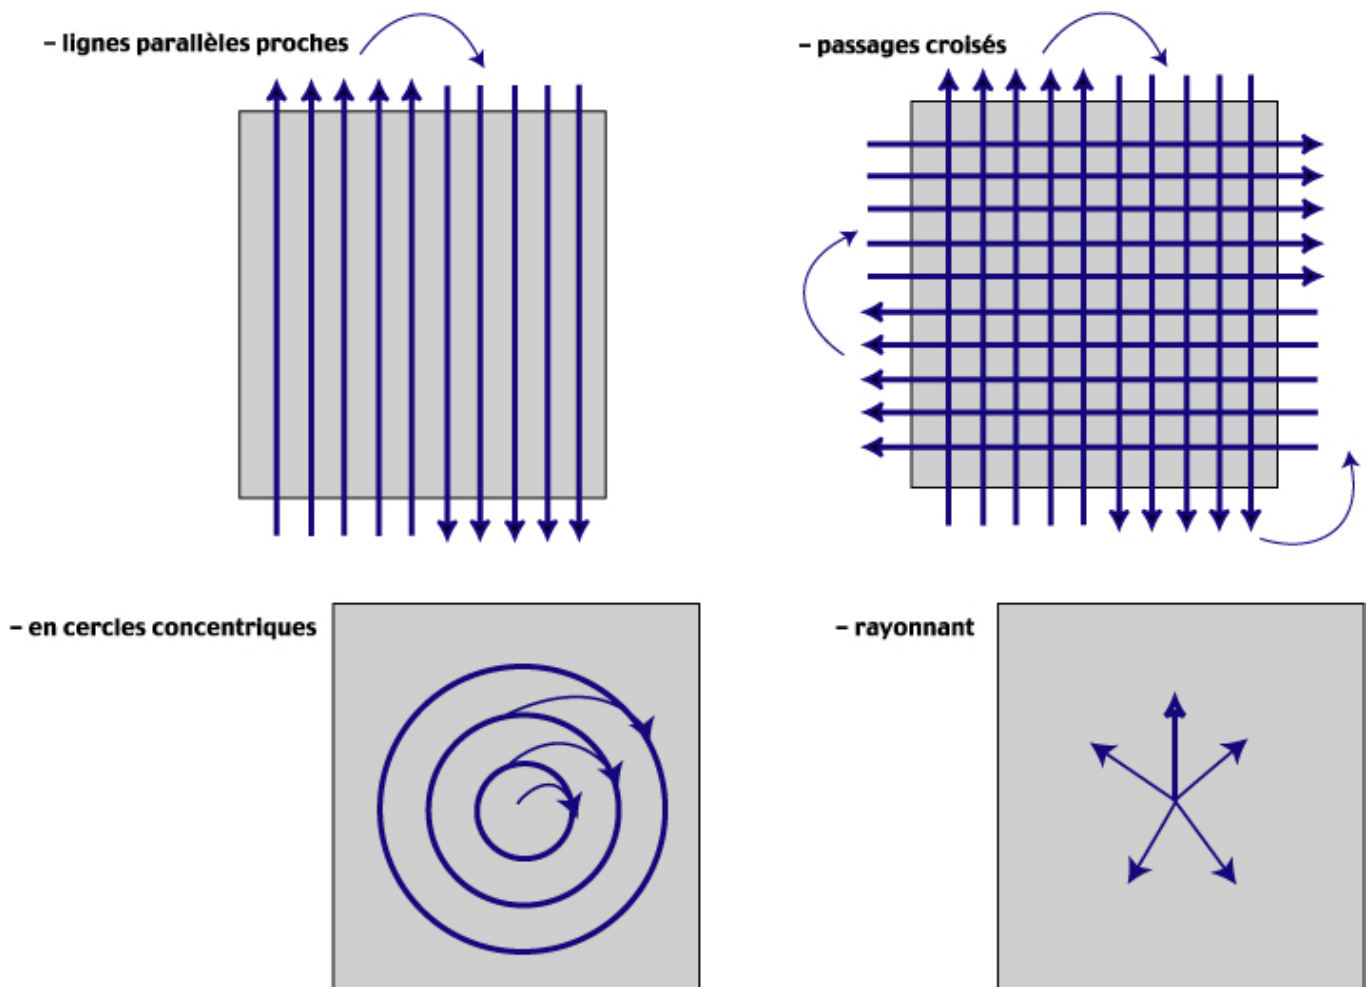 – lignes parallèles proches
– passages croisés
– en cercles concentriques
– rayonnant